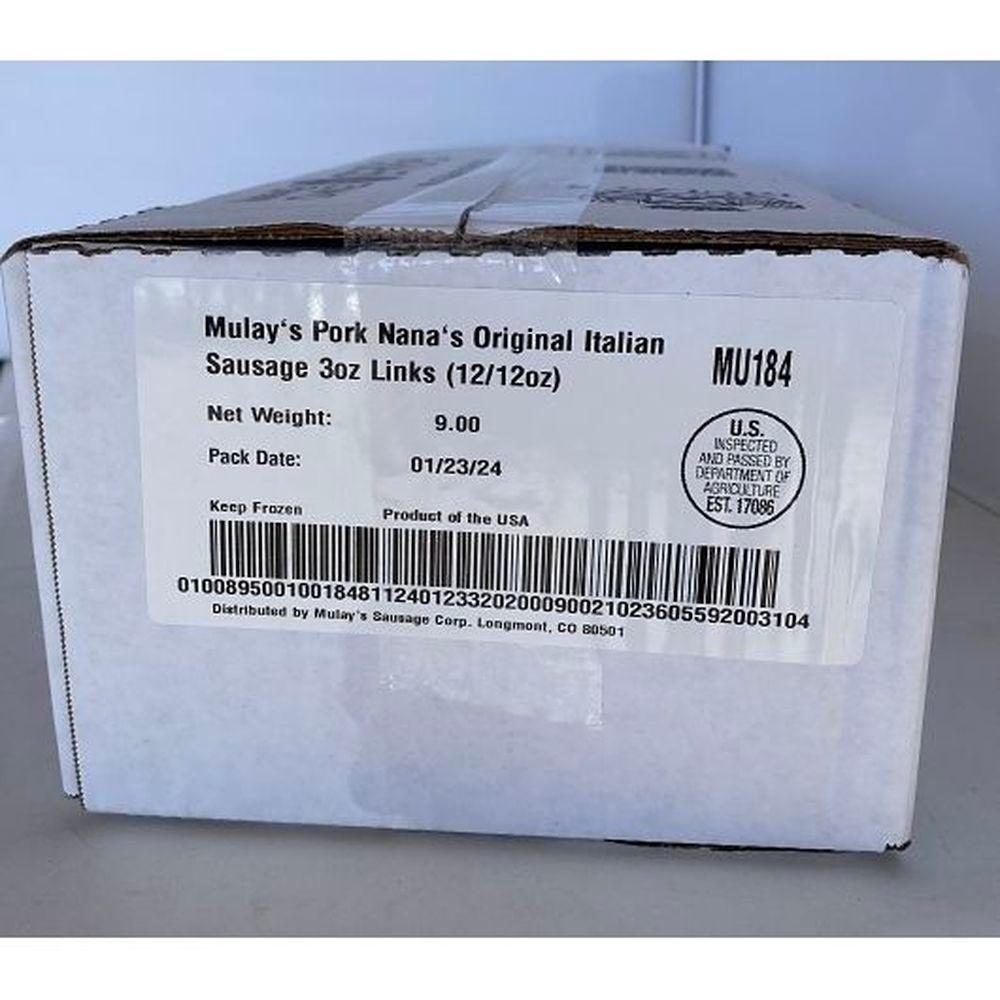 Mulay's Pork Nana's Original Italian
Sausage 3oz Links (12/12oz)
MU184
Net Weight: 9.00
Pack Date: 01/23/24
U.S.
INSPECTED
AND PASSED BY
DEPARTMENT OF
AGRICULTURE
EST. 17086
Keep Frozen Product of the USA
010089500100184811240123320200090021023605592003104
Distributed by Mulay's Sausage Corp. Longmont, CO 80501